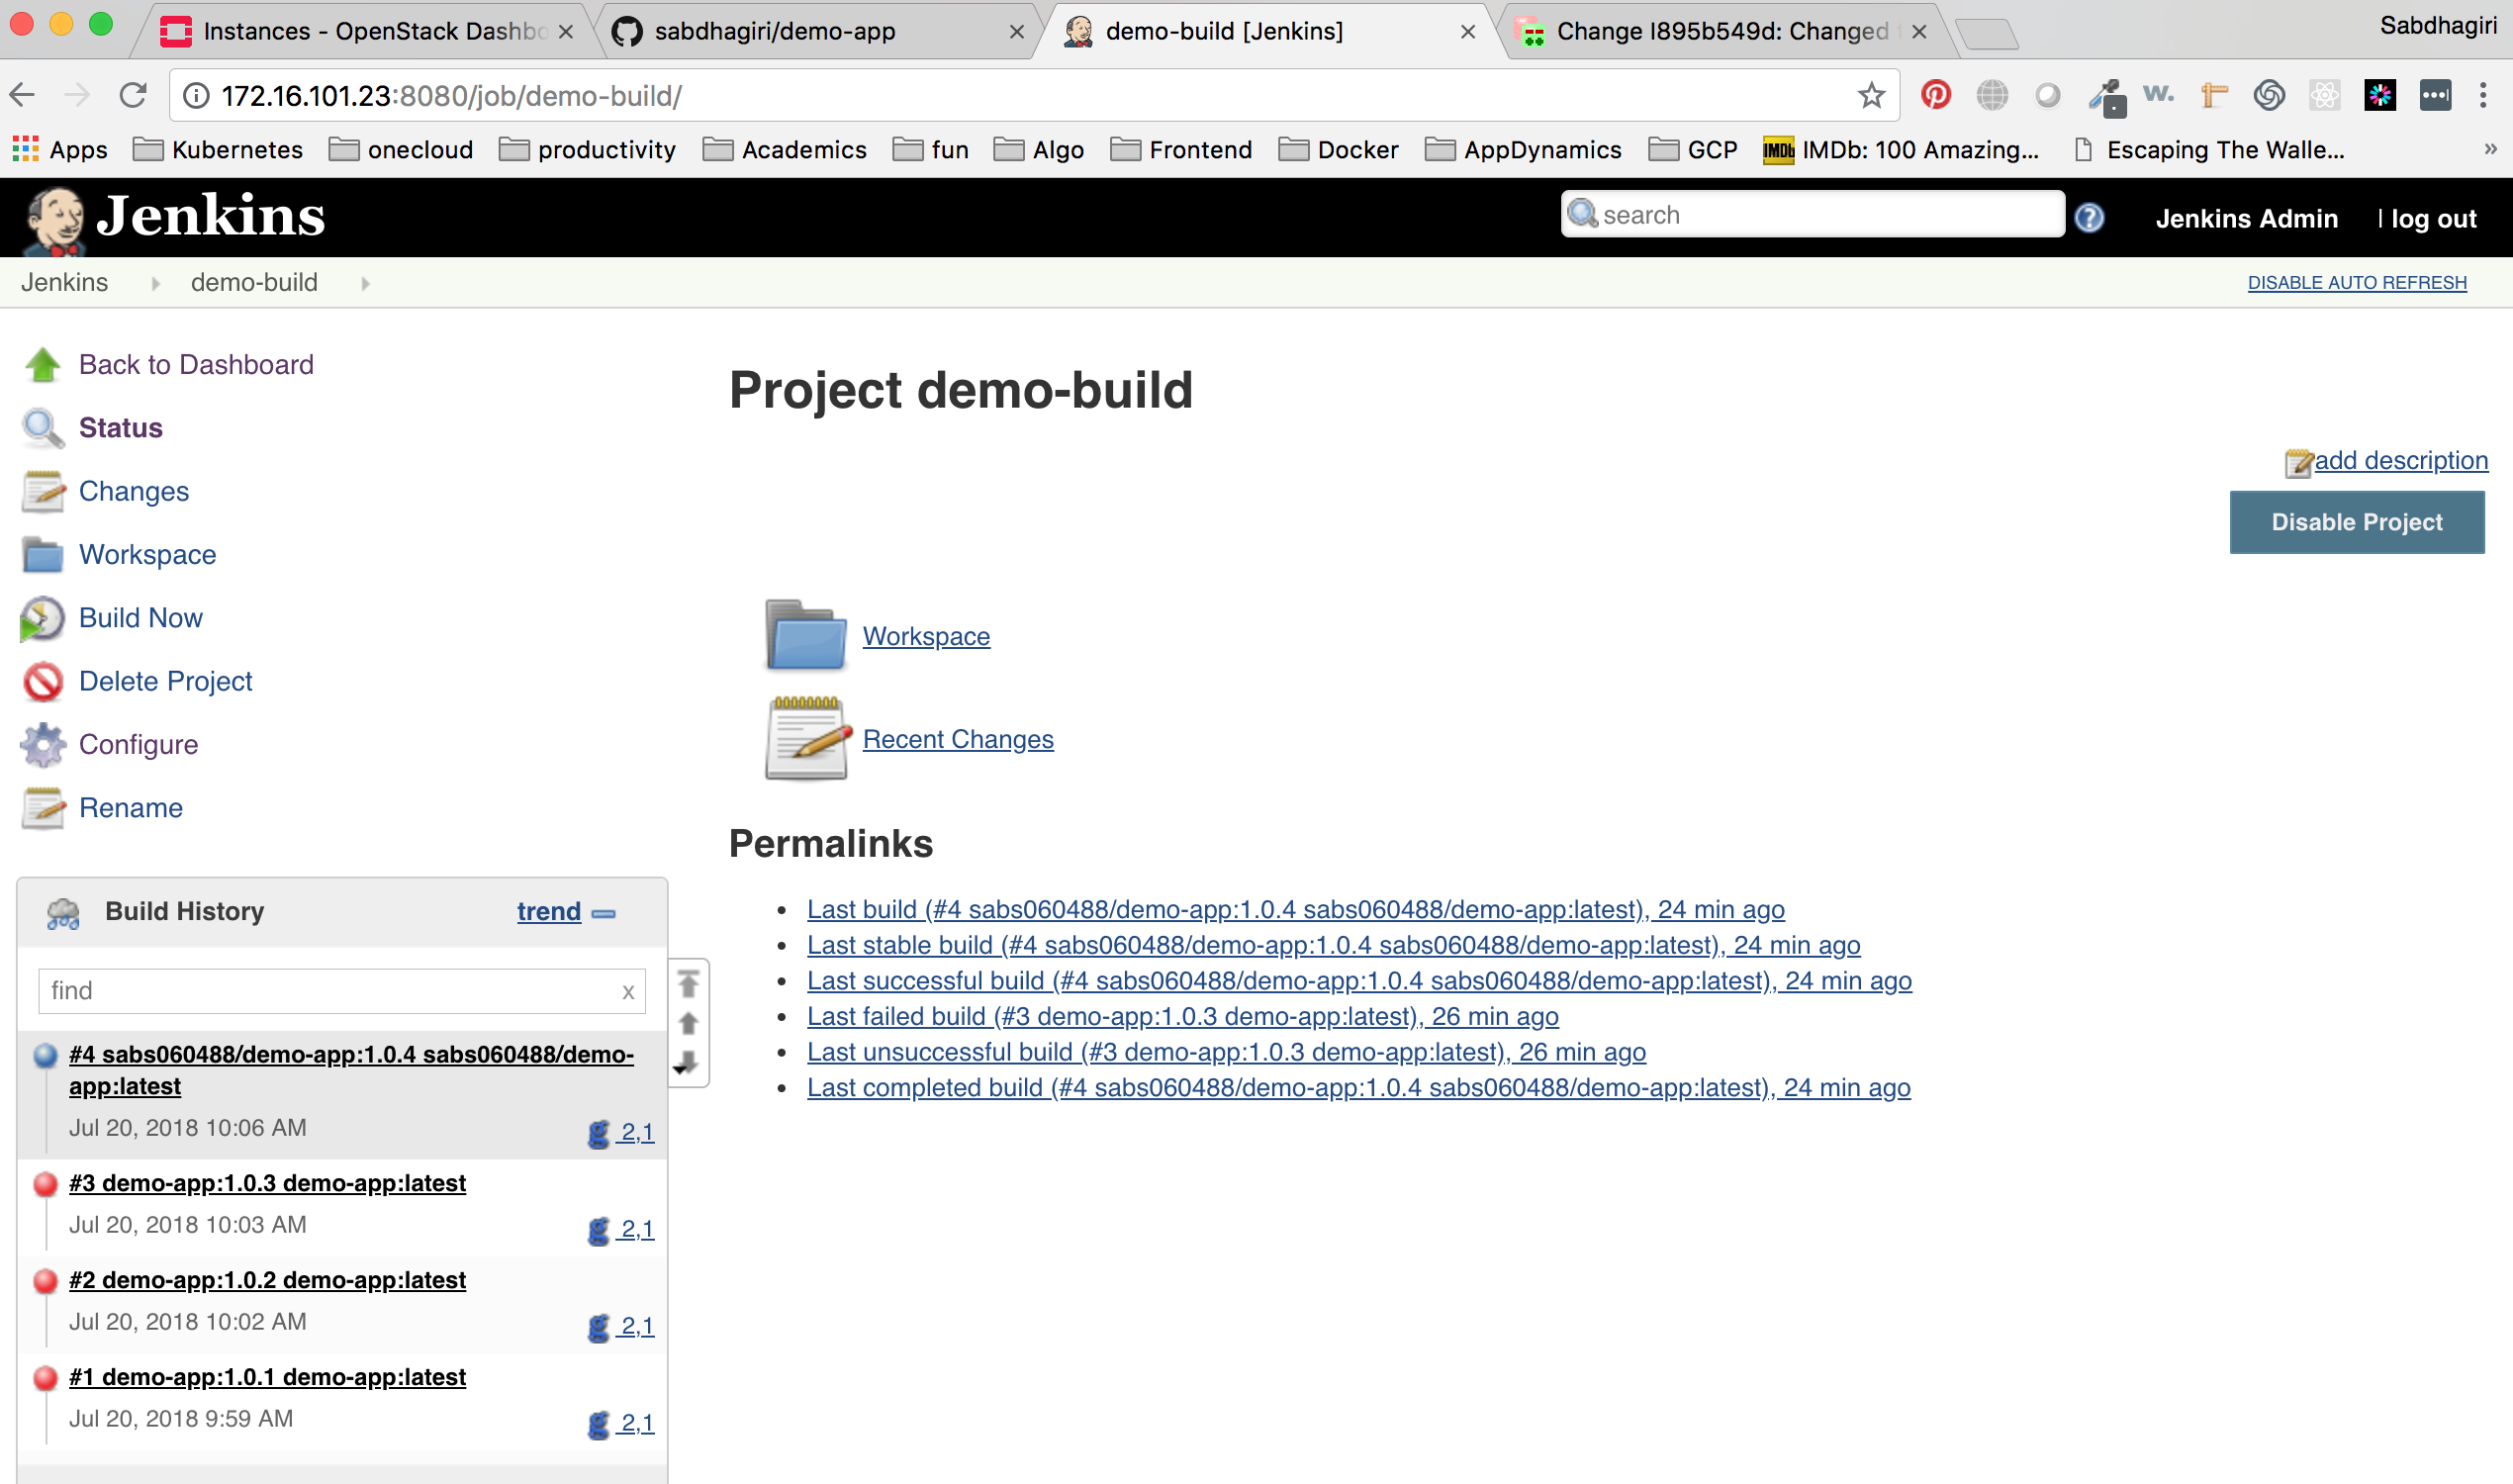 Instances - OpenStack Dashbo
sabdhagiri/demo-app
demo-build [Jenkins]
Change I895b549d: Changed
Sabdhagiri
172.16.101.23:8080/job/demo-build/
w.
Apps
Kubernetes
onecloud
productivity
Academics
fun
Algo
Frontend
Docker
AppDynamics
GCP
IMDb
IMDb: 100 Amazing...
Escaping The Walle...
»
Jenkins
search
?
Jenkins Admin
| log out
Jenkins
demo-build
DISABLE AUTO REFRESH
Back to Dashboard
Status
Changes
Workspace
Build Now
Delete Project
Configure
Rename
Project demo-build
add description
Disable Project
Workspace
Recent Changes
Permalinks
• Last build (#4 sabs060488/demo-app:1.0.4 sabs060488/demo-app:latest), 24 min ago
• Last stable build (#4 sabs060488/demo-app:1.0.4 sabs060488/demo-app:latest), 24 min ago
• Last successful build (#4 sabs060488/demo-app:1.0.4 sabs060488/demo-app:latest), 24 min ago
• Last failed build (#3 demo-app:1.0.3 demo-app:latest), 26 min ago
• Last unsuccessful build (#3 demo-app:1.0.3 demo-app:latest), 26 min ago
• Last completed build (#4 sabs060488/demo-app:1.0.4 sabs060488/demo-app:latest), 24 min ago
Build History
trend
find
x
#4 sabs060488/demo-app:1.0.4 sabs060488/demo-
app:latest
Jul 20, 2018 10:06 AM
g 2,1
#3 demo-app:1.0.3 demo-app:latest
Jul 20, 2018 10:03 AM
g 2,1
#2 demo-app:1.0.2 demo-app:latest
Jul 20, 2018 10:02 AM
g 2,1
#1 demo-app:1.0.1 demo-app:latest
Jul 20, 2018 9:59 AM
g 2,1